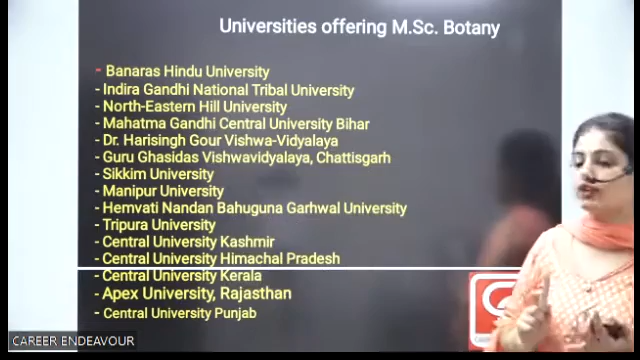 Universities offering M.Sc. Botany
- Banaras Hindu University
- Indira Gandhi National Tribal University
- North-Eastern Hill University
- Mahatma Gandhi Central University Bihar
- Dr. Harisingh Gour Vishwa-Vidyalaya
- Guru Ghasidas Vishwavidyalaya, Chattisgarh
- Sikkim University
- Manipur University
- Hemvati Nandan Bahuguna Garhwal University
- Tripura University
- Central University Kashmir
- Central University Himachal Pradesh
- Central University Kerala
- Apex University, Rajasthan
- Central University Punjab
CAREER ENDEAVOUR